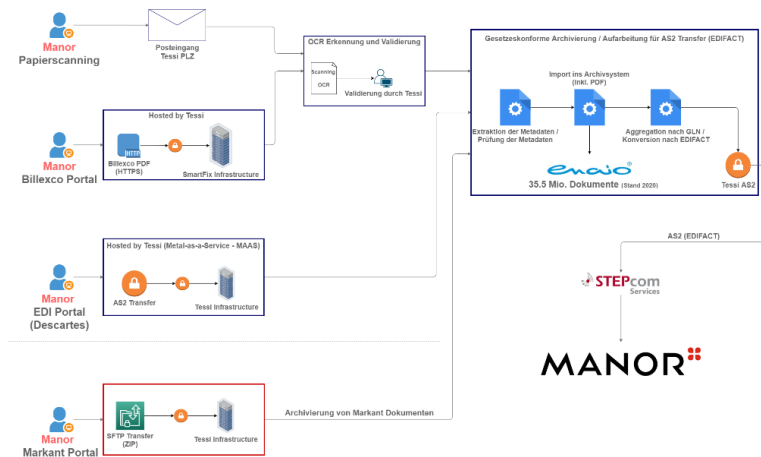 Manor
Papierscanning
Posteingang
Tessi PLZ
OCR Erkennung und Validierung
Scanning
OCR
Validierung durch Tessi
Gesetzeskonforme Archivierung / Aufarbeitung für AS2 Transfer (EDIFACT)
Import ins Archivsystem
(Inkl. PDF)
Extraktion der Metadaten /
Prüfung der Metadaten
Aggregation nach GLN /
Konversion nach EDIFACT
enaio®
35.5 Mio. Dokumente (Stand 2020)
Tessi AS2
Manor
Billexco Portal
Hosted by Tessi
HTTP
Billexco PDF
(HTTPS)
SmartFix Infrastructure
Manor
EDI Portal
(Descartes)
Hosted by Tessi (Metal-as-a-Service - MAAS)
AS2 Transfer
Tessi Infrastructure
AS2 (EDIFACT)
STEPcom
Services
MANOR
Manor
Markant Portal
SFTP Transfer
(ZIP)
Tessi Infrastructure
Archivierung von Markant Dokumenten